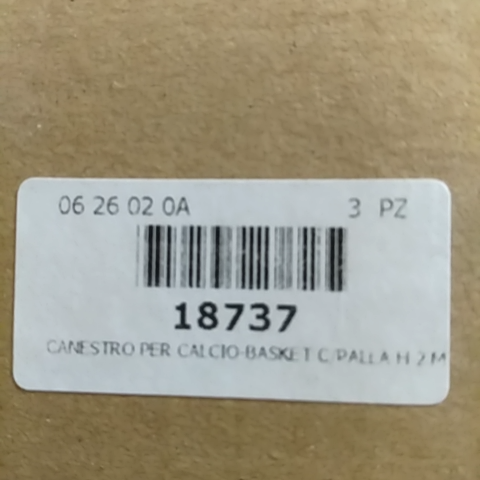 06 26 02 0A 3 PZ
18737
CANESTRO PER CALCIO-BASKET C/PALLA H 2 M